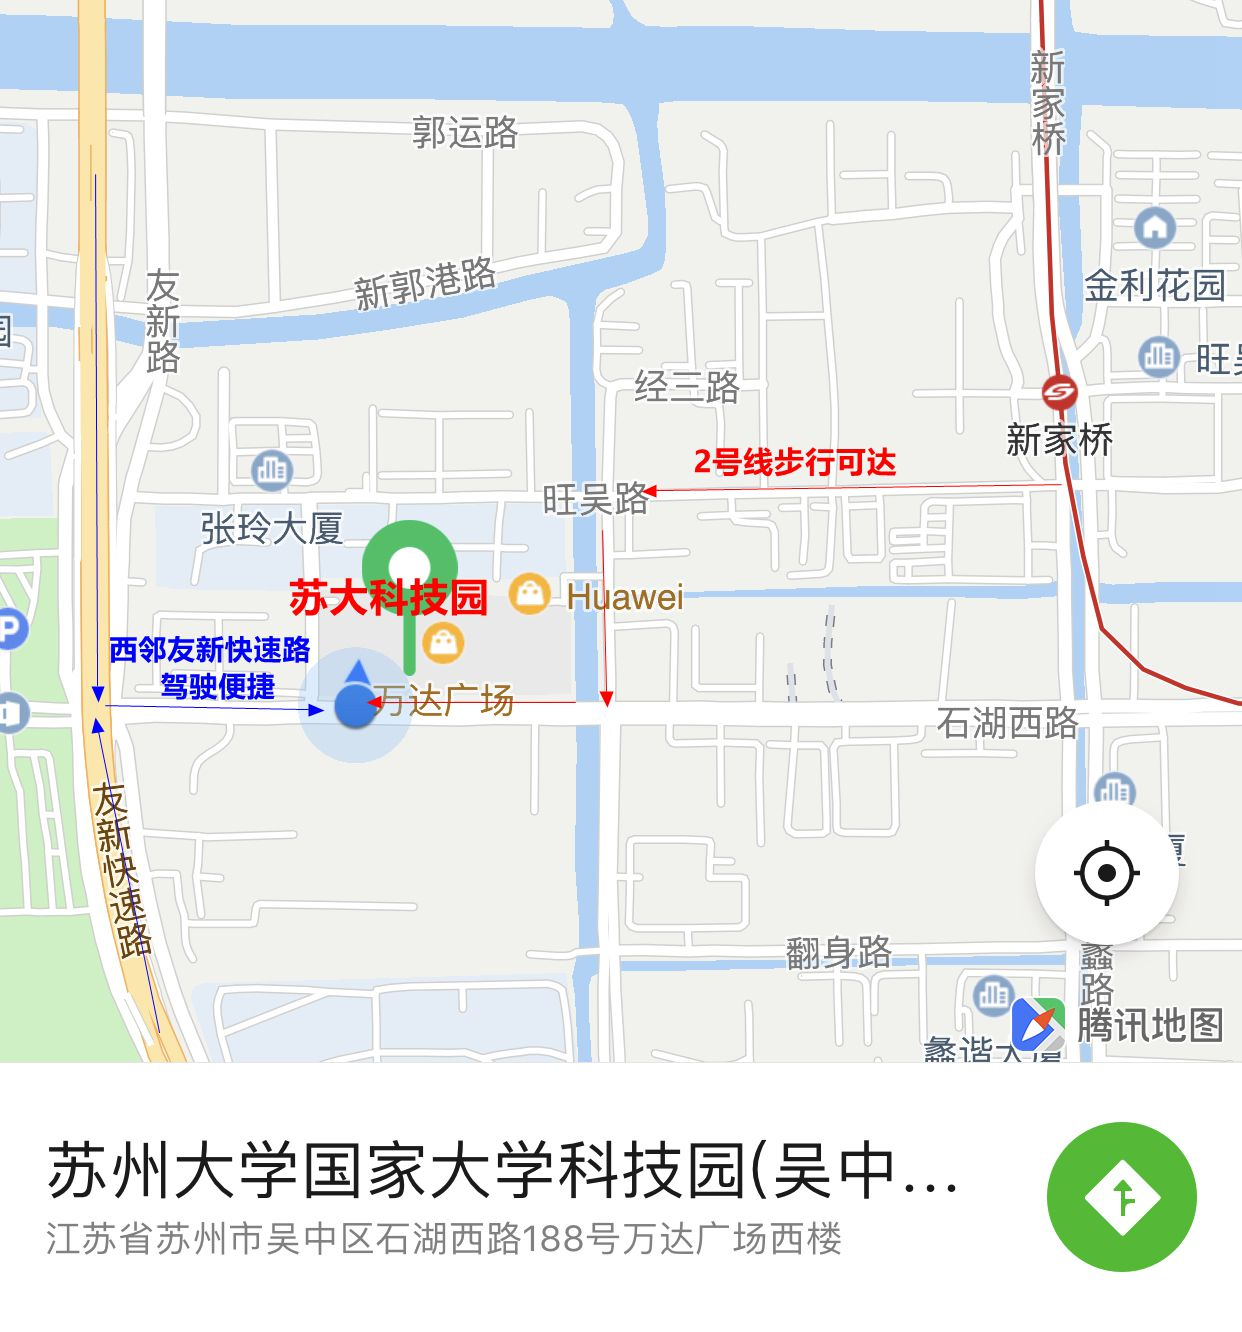 新家桥
郭运路
友新路
新郭港路
金利花园
园
旺吴
经三路
新家桥
2号线步行可达
旺吴路
张玲大厦
苏大科技园
Huawei
P
西邻友新快速路
驾驶便捷
万达广场
石湖西路
友新快速路
厦
翻身路
蠡路
蠡谐大厦
腾讯地图
苏州大学国家大学科技园(吴中...
江苏省苏州市吴中区石湖西路188号万达广场西楼